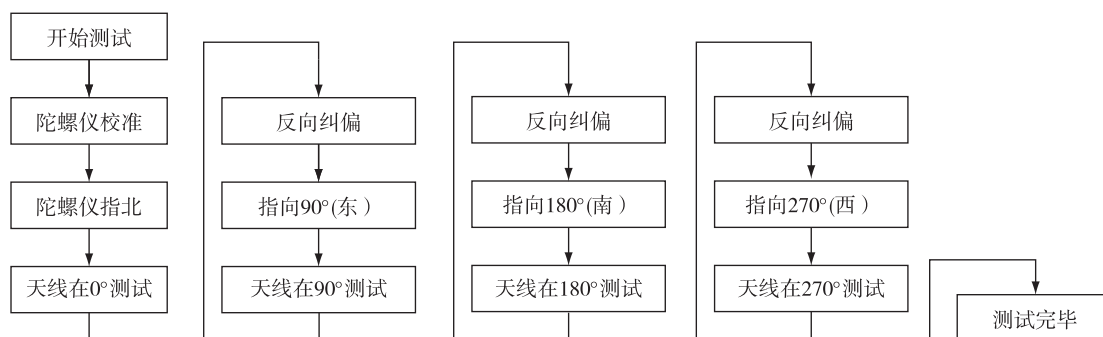 开始测试
陀螺仪校准
陀螺仪指北
天线在0°测试
反向纠偏
指向90°(东)
天线在90°测试
反向纠偏
指向180°(南)
天线在180°测试
反向纠偏
指向270°(西)
天线在270°测试
测试完毕